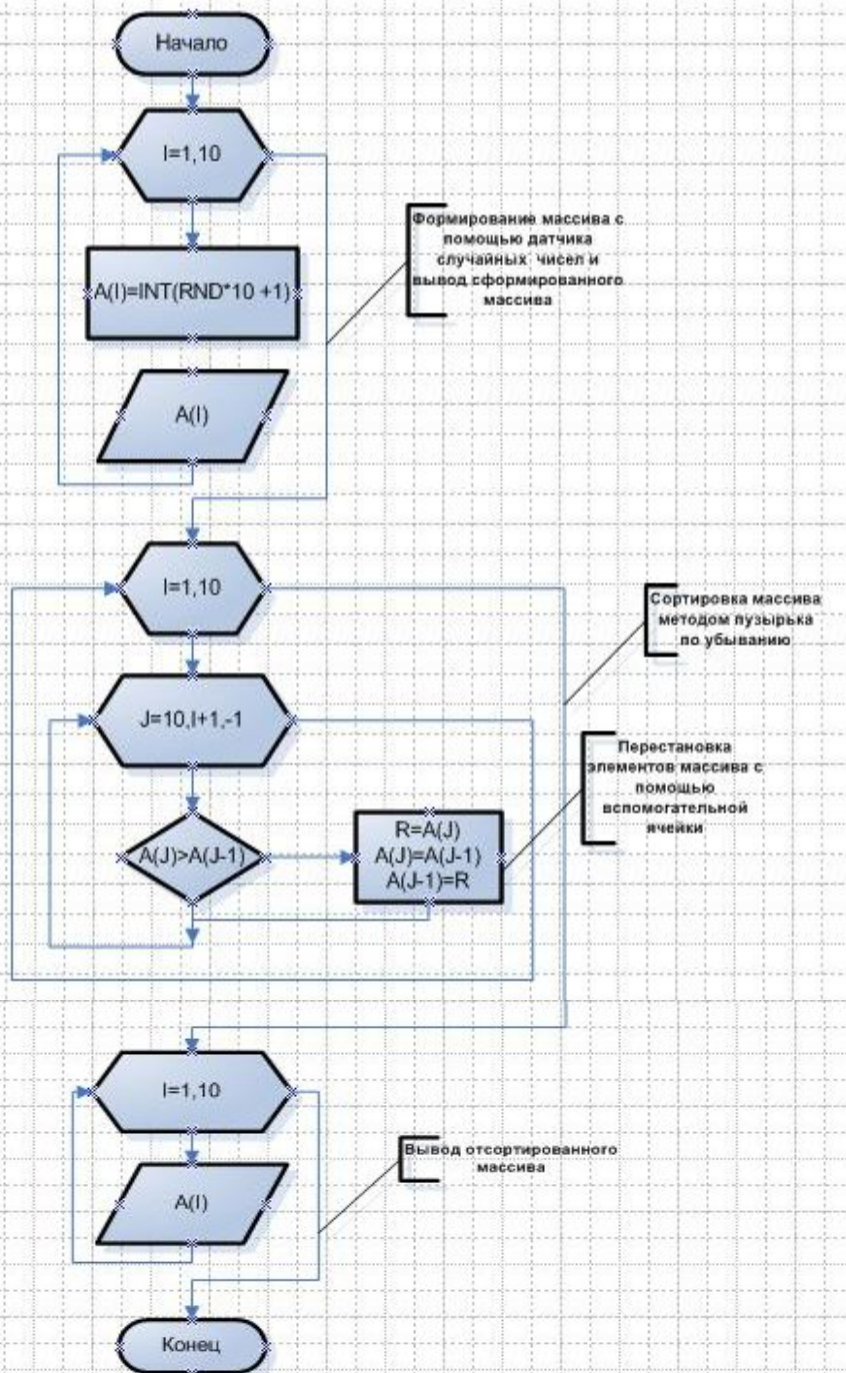 Начало
I=1,10
A(I)=INT(RND*10 +1)
Формирование массива с
помощью датчика
случайных чисел и
вывод сформированного
массива
A(I)
I=1,10
Сортировка массива
методом пузырька
по убыванию
J=10,I+1,-1
Перестановка
элементов массива с
помощью
вспомогательной
ячейки
A(J)>A(J-1)
R=A(J)
A(J)=A(J-1)
A(J-1)=R
I=1,10
Вывод отсортированного
массива
A(I)
Конец